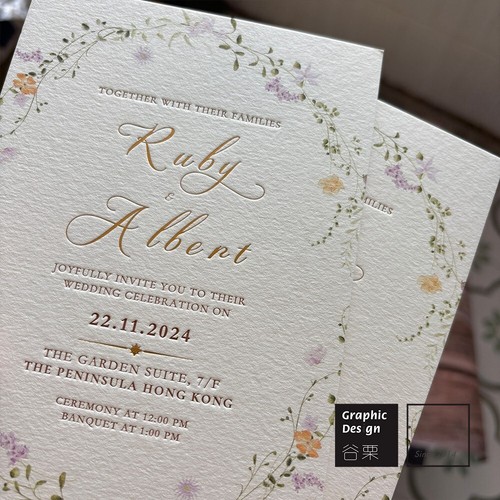 TOGETHER WITH THEIR FAMILIES
Ruby
&
Albert
JOYFULLY INVITE YOU TO THEIR
WEDDING CELEBRATION ON
22.11.2024
THE GARDEN SUITE, 7/F
THE PENINSULA HONG KONG
CEREMONY AT 12:00 PM
BANQUET AT 1:00 PM
MILIES
Graphic
Des gn
谷栗